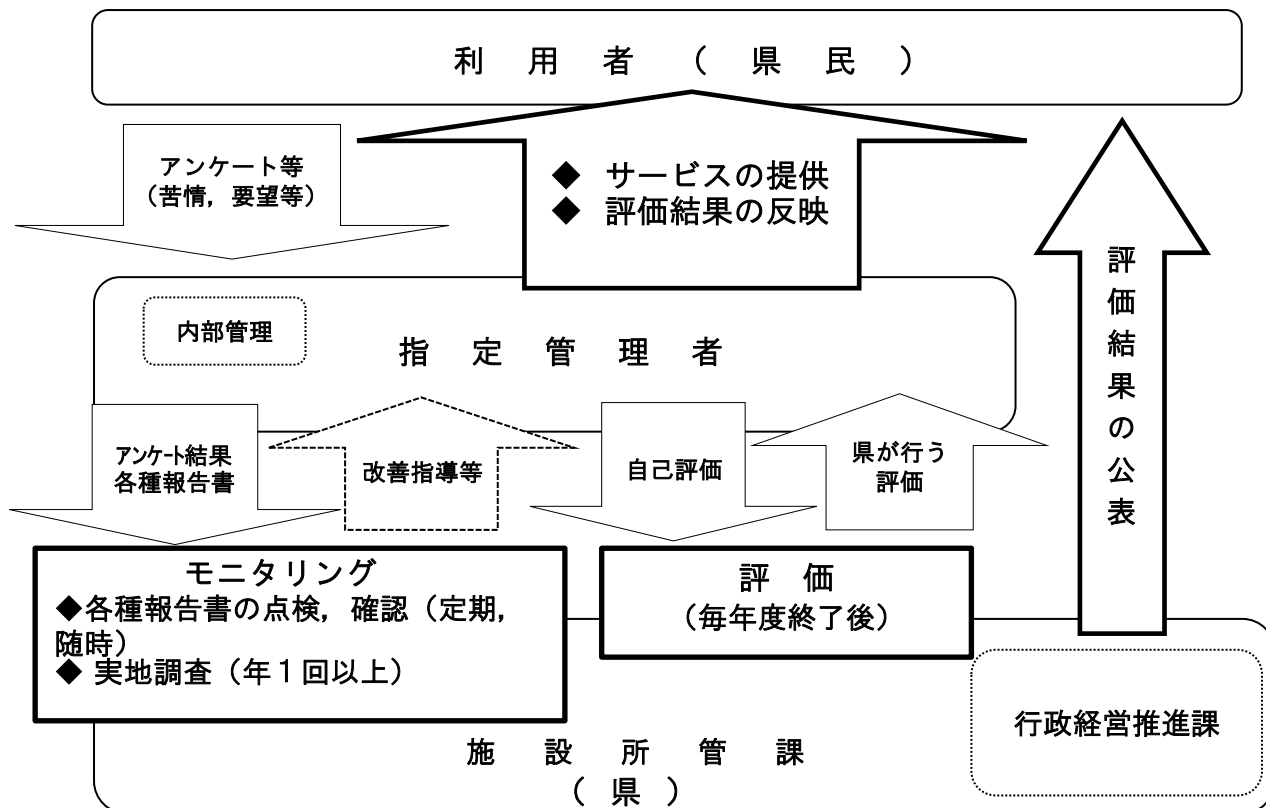 利用者（県民）
アンケート等
（苦情，要望等）
◆ サービスの提供
◆ 評価結果の反映
評価結果の公表
内部管理
指定管理者
アンケート結果
各種報告書
改善指導等
自己評価
県が行う
評価
モニタリング
◆各種報告書の点検，確認（定期，
随時）
◆ 実地調査（年１回以上）
評 価
（毎年度終了後）
行政経営推進課
施設所管課
（県）